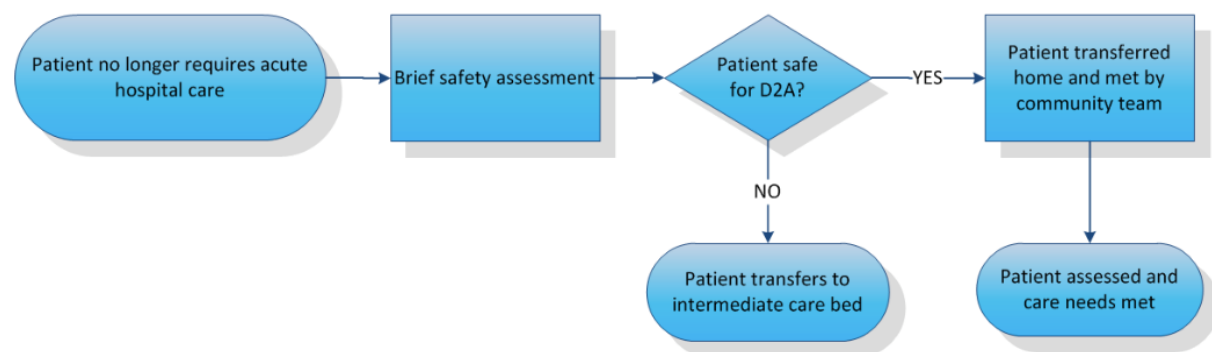 Patient no longer requires acute
hospital care
Brief safety assessment
Patient safe
for D2A?
YES
Patient transferred
home and met by
community team
NO
Patient transfers to
intermediate care bed
Patient assessed and
care needs met